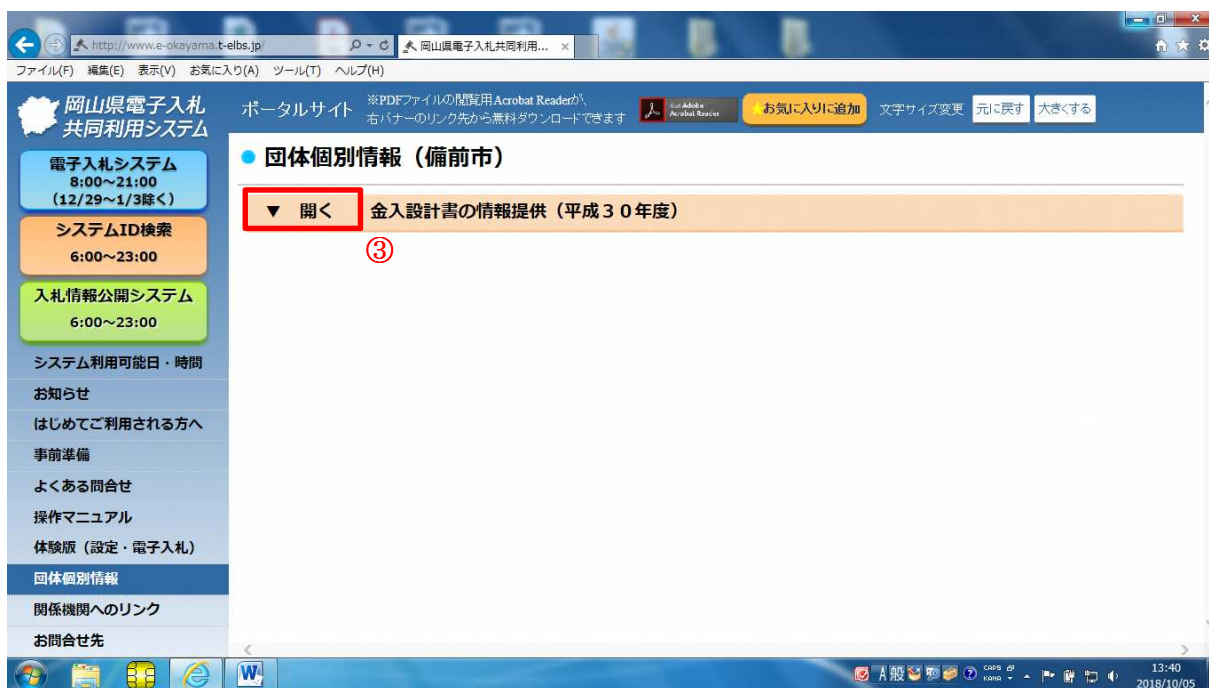 http://www.e-okayama.t-elbs.jp/
岡山県電子入札共同利用...
ファイル(F) 編集(E) 表示(V) お気に入り(A) ツール(T) ヘルプ(H)
岡山県電子入札
共同利用システム
ポータルサイト
※PDFファイルの閲覧用Acrobat Readerが、
右バナーのリンク先から無料ダウンロードできます
Get Adobe
Acrobat Reader
お気に入りに追加
文字サイズ変更 元に戻す 大きくする
電子入札システム
8:00~21:00
(12/29~1/3除く)
システムID検索
6:00~23:00
入札情報公開システム
6:00~23:00
システム利用可能日・時間
お知らせ
はじめてご利用される方へ
事前準備
よくある問合せ
操作マニュアル
体験版（設定・電子入札）
団体個別情報
関係機関へのリンク
お問合せ先
団体個別情報（備前市）
▼ 開く 金入設計書の情報提供（平成３０年度）
③
A 般 CAPS KANA
13:40
2018/10/05